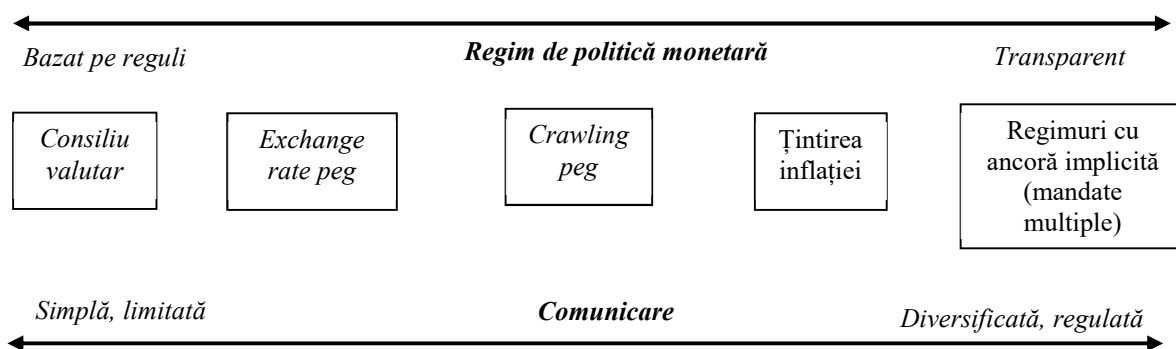 Bazat pe reguli
Regim de politică monetară
Transparent
Consiliu
valutar
Exchange
rate peg
Crawling
peg
Țintirea
inflației
Regimuri cu
ancoră implicită
(mandate
multiple)
Simplă, limitată
Comunicare
Diversificată, regulată